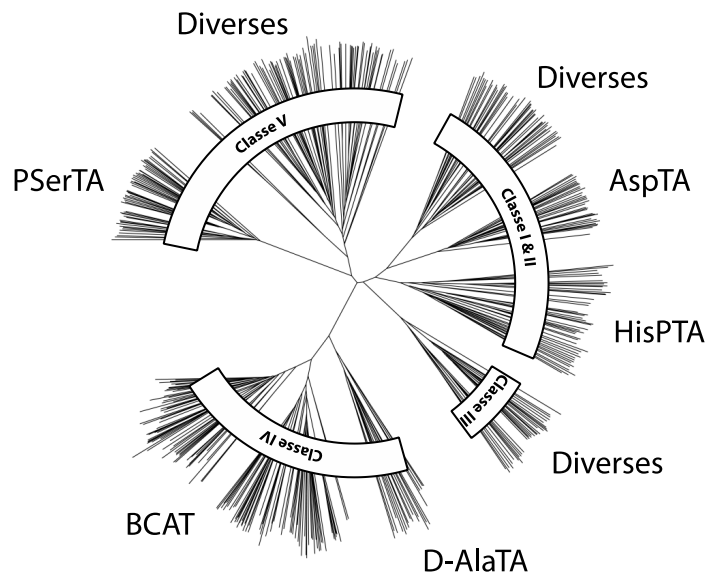 Diverses
Diverses
Classe V
PSerTA
AspTA
Classe I & II
HisPTA
Classe III
Diverses
Classe IV
BCAT
D-AlaTA